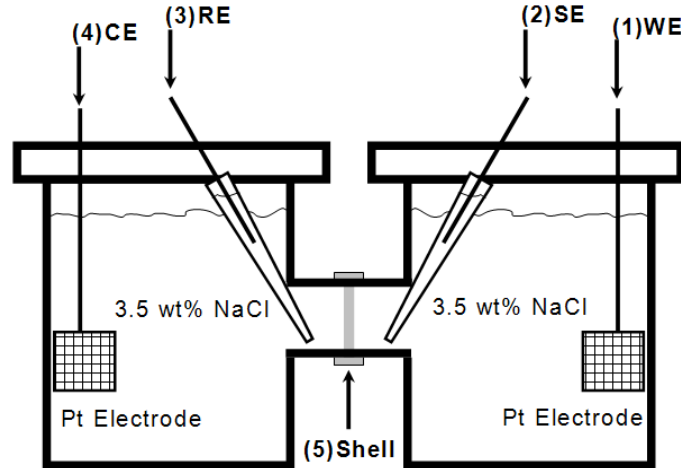 (4)CE
(3)RE
(2)SE
(1)WE
3.5 wt% NaCl
3.5 wt% NaCl
Pt Electrode
Pt Electrode
(5)Shell